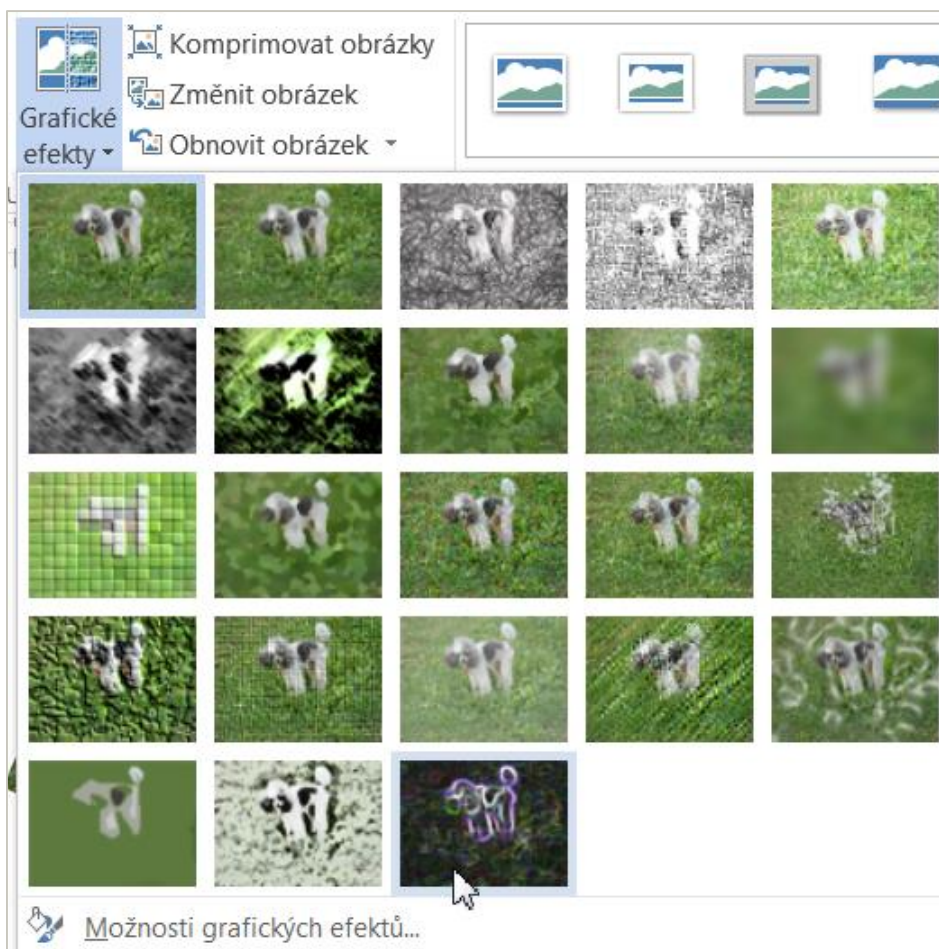 Grafické
efekty
Komprimovat obrázky
Změnit obrázek
Obnovit obrázek
Možnosti grafických efektů...